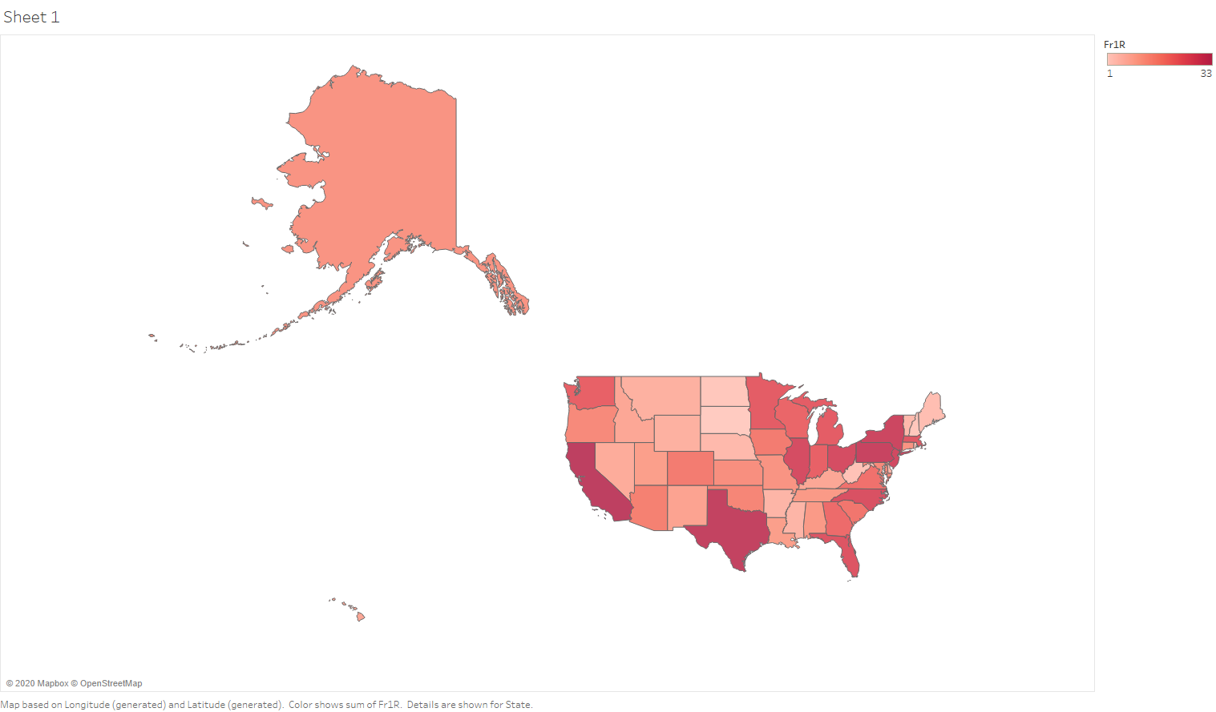 Sheet 1
Fr1R
1 33
© 2020 Mapbox © OpenStreetMap
Map based on Longitude (generated) and Latitude (generated). Color shows sum of Fr1R. Details are shown for State.